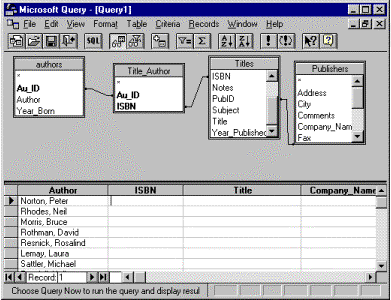 Microsoft Query - [Query1]
File Edit View Format Table Criteria Records Window Help
SQL
authors
*
Au_ID
Author
Year_Born
Title_Author
*
Au_ID
ISBN
Titles
ISBN
Notes
PubID
Subject
Title
Year_Published
Publishers
*
Address
City
Comments
Company_Nam
Fax
Author ISBN Title Company_Name
Norton, Peter
Rhodes, Neil
Morris, Bruce
Rothman, David
Resnick, Rosalind
Lemay, Laura
Sattler, Michael
Record: 1
Choose Query Now to run the query and display resul